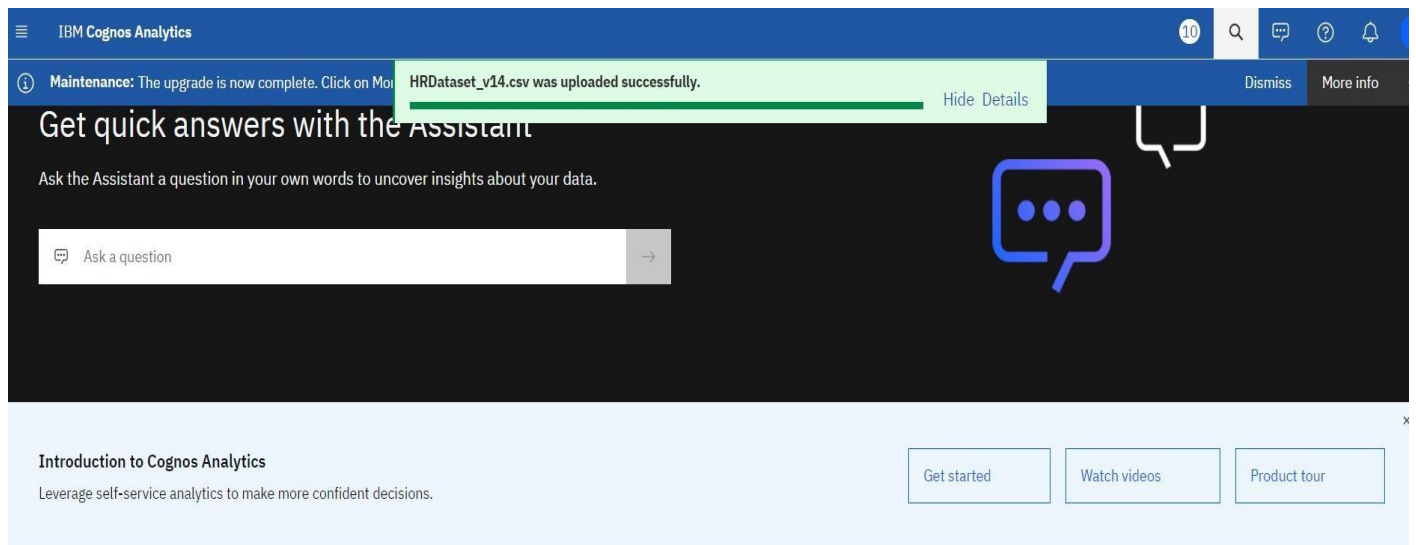 IBM Cognos Analytics
10
Maintenance: The upgrade is now complete. Click on Mo
HRDataset_v14.csv was uploaded successfully.
Hide Details
Dismiss
More info
Get quick answers with the Assistant
Ask the Assistant a question in your own words to uncover insights about your data.
Ask a question
Introduction to Cognos Analytics
Leverage self-service analytics to make more confident decisions.
Get started
Watch videos
Product tour